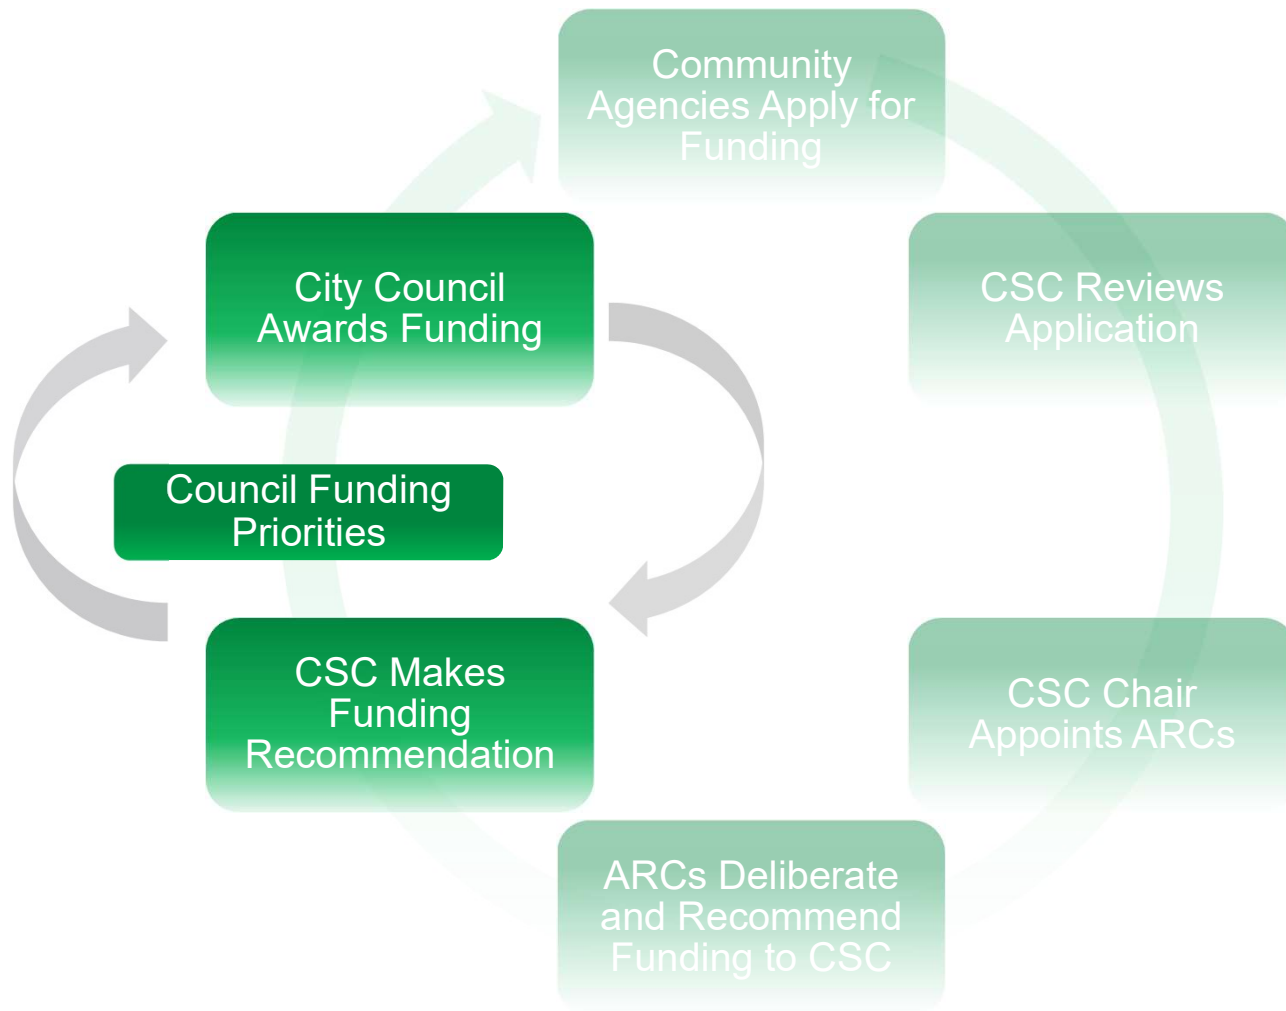 Community
Agencies Apply for
Funding
CSC Reviews
Application
CSC Chair
Appoints ARCs
ARCs Deliberate
and Recommend
Funding to CSC
CSC Makes
Funding
Recommendation
Council Funding
Priorities
City Council
Awards Funding